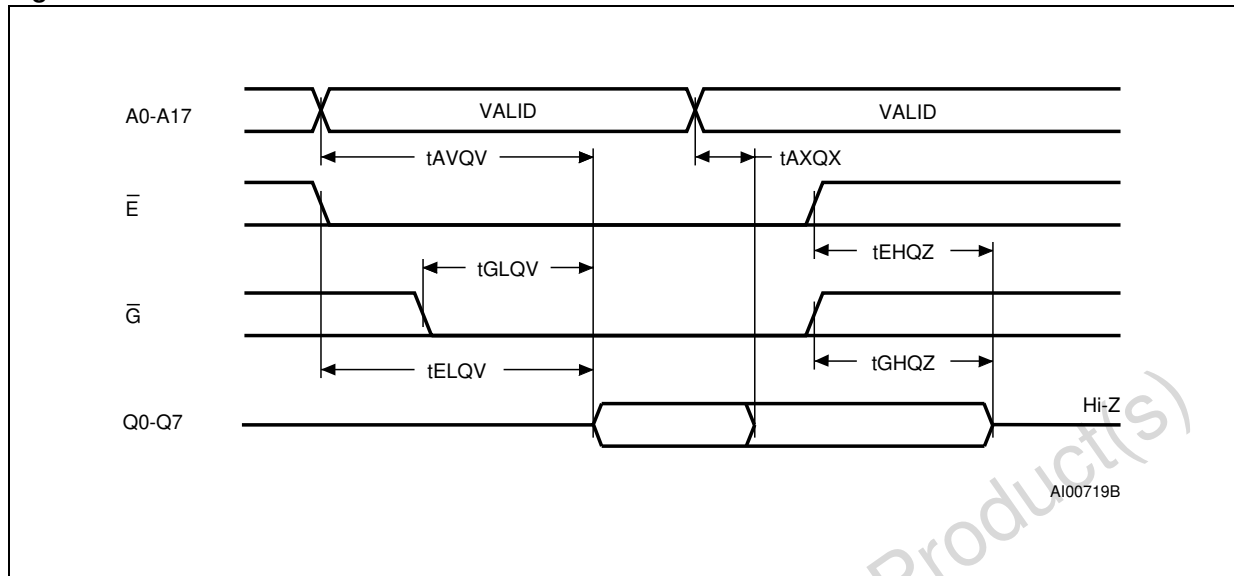 A0-A17
VALID
VALID
tAVQV
tAXQX
E̅
tEHQZ
tGLQV
G̅
tGHQZ
tELQV
Hi-Z
Q0-Q7
AI00719B
Product(s)